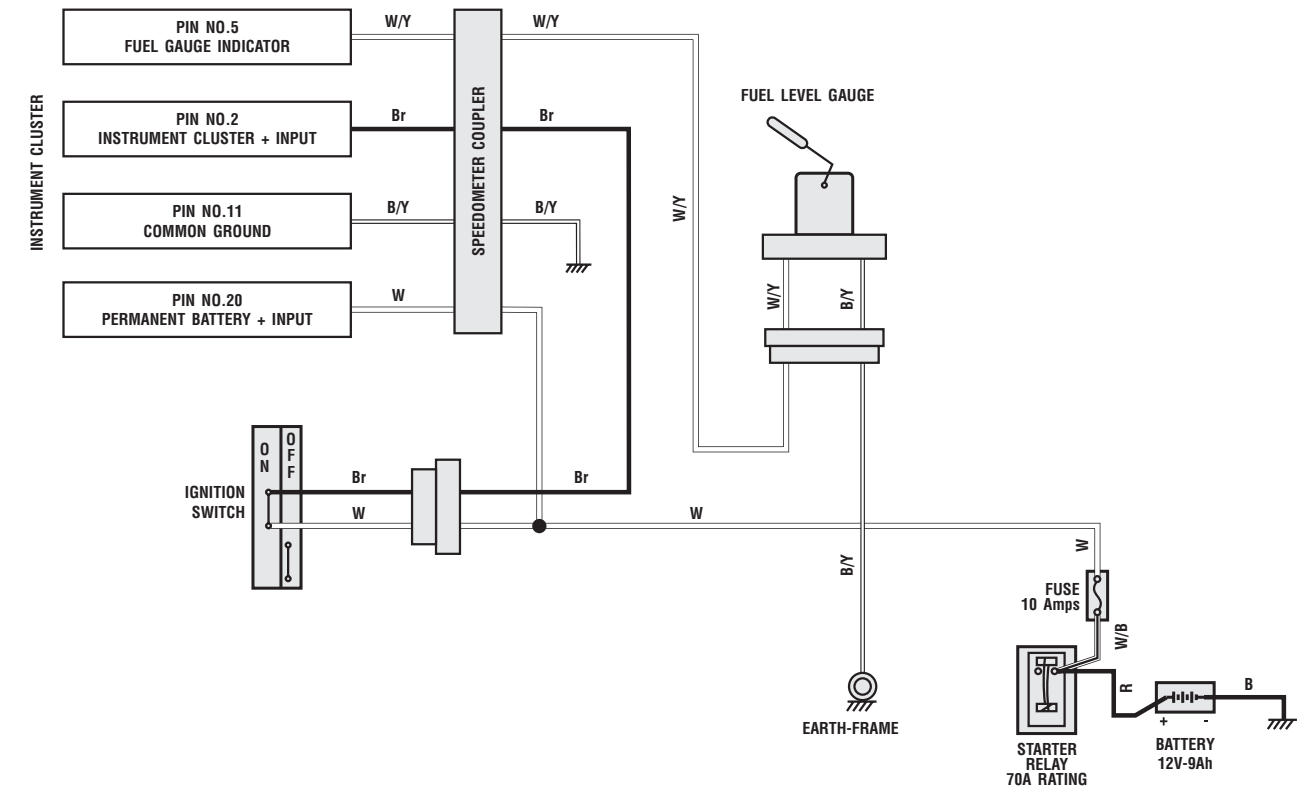 PIN NO.5
FUEL GAUGE INDICATOR
W/Y
W/Y
INSTRUMENT CLUSTER
PIN NO.2
INSTRUMENT CLUSTER + INPUT
Br
Br
SPEEDOMETER COUPLER
PIN NO.11
COMMON GROUND
B/Y
B/Y
PIN NO.20
PERMANENT BATTERY + INPUT
W
FUEL LEVEL GAUGE
W/Y
W/Y
B/Y
ON
OFF
IGNITION
SWITCH
Br
Br
W
W
B/Y
W
FUSE
10 Amps
W/B
EARTH-FRAME
R
B
+
-
STARTER
RELAY
70A RATING
BATTERY
12V-9Ah